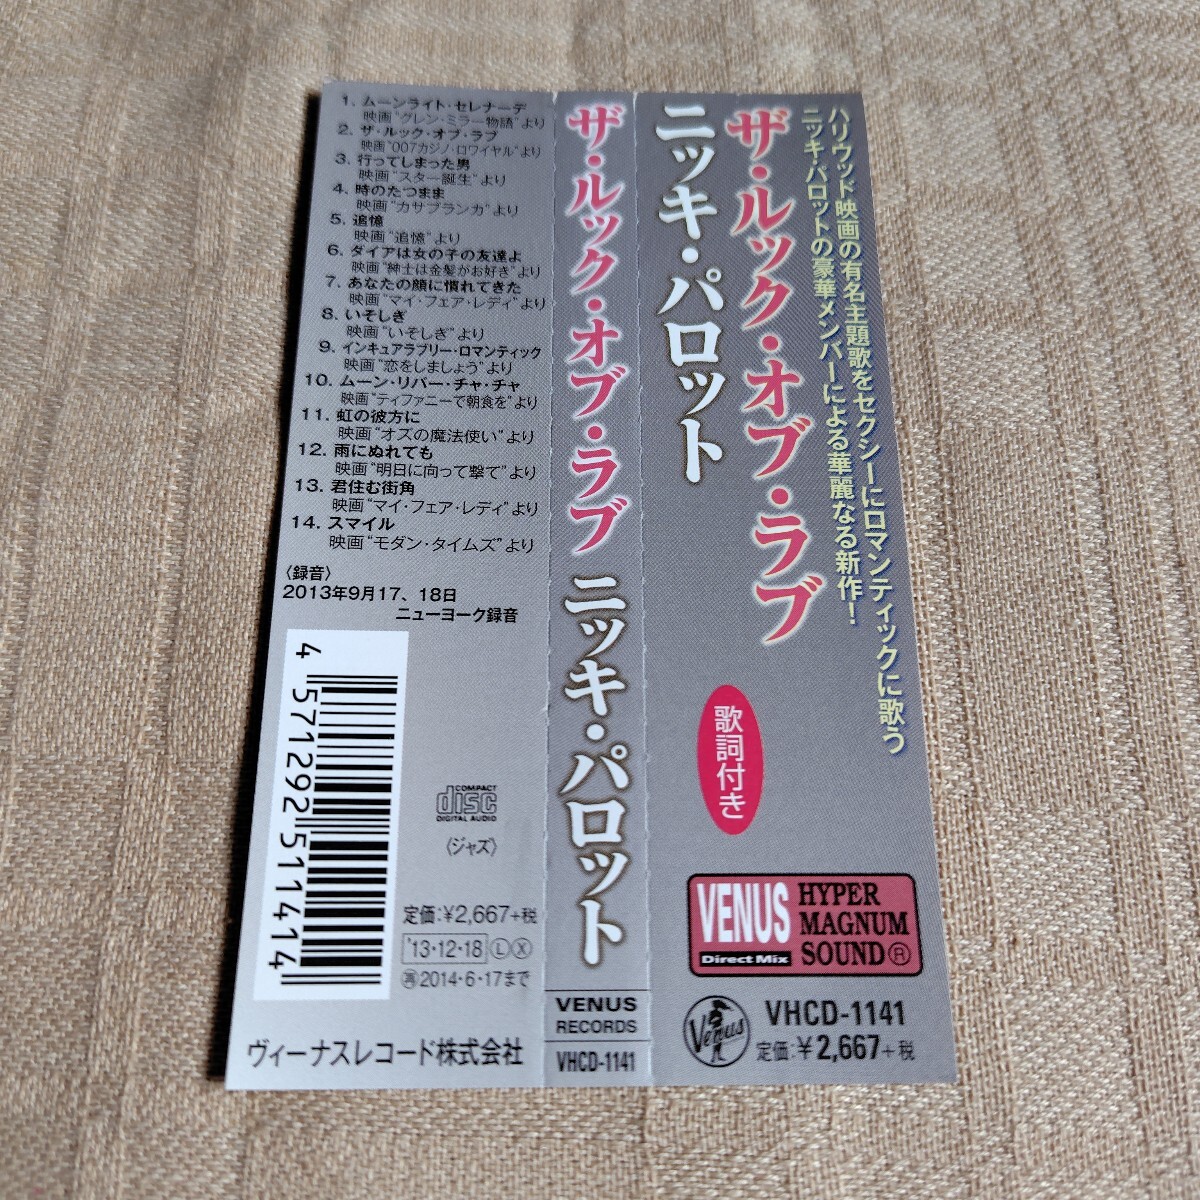 ハリウッド映画の有名主題歌をセクシーにロマンティックに歌う
ニッキ・パロットの豪華メンバーによる華麗なる新作！
ザ・ルック・オブ・ラブ
ニッキ・パロット
歌詞付き
VENUS
Direct Mix
HYPER
MAGNUM
SOUND®
Venus
VHCD-1141
定価:¥2,667+税
ザ・ルック・オブ・ラブ ニッキ・パロット
VENUS
RECORDS
VHCD-1141
1. ムーンライト・セレナーデ
映画“グレン・ミラー物語”より
2. ザ・ルック・オブ・ラブ
映画“007カジノ・ロワイヤル”より
3. 行ってしまった男
映画“スター誕生”より
4. 時のたつまま
映画“カサブランカ”より
5. 追憶
映画“追憶”より
6. ダイアは女の子の友達よ
映画“紳士は金髪がお好き”より
7. あなたの顔に慣れてきた
映画“マイ・フェア・レディ”より
8. いそしぎ
映画“いそしぎ”より
9. インキュアラブリー・ロマンティック
映画“恋をしましょう”より
10. ムーン・リバー・チャ・チャ
映画“ティファニーで朝食を”より
11. 虹の彼方に
映画“オズの魔法使い”より
12. 雨にぬれても
映画“明日に向って撃て”より
13. 君住む街角
映画“マイ・フェア・レディ”より
14. スマイル
映画“モダン・タイムズ”より
〈録音〉
2013年9月17、18日
ニューヨーク録音
4 571292 511414
COMPACT
disc
DIGITAL AUDIO
〈ジャズ〉
定価:¥2,667+税
'13・12・18 Ⓛ Ⓧ
㊢2014・6・17まで
ヴィーナスレコード株式会社